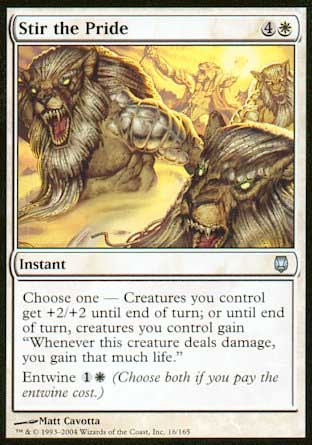 Stir the Pride 4
Instant
Choose one — Creatures you control
get +2/+2 until end of turn; or until end
of turn, creatures you control gain
“Whenever this creature deals damage,
you gain that much life.”
Entwine 1 (Choose both if you pay the
entwine cost.)
Matt Cavotta
™ & © 1993–2004 Wizards of the Coast, Inc. 16/165